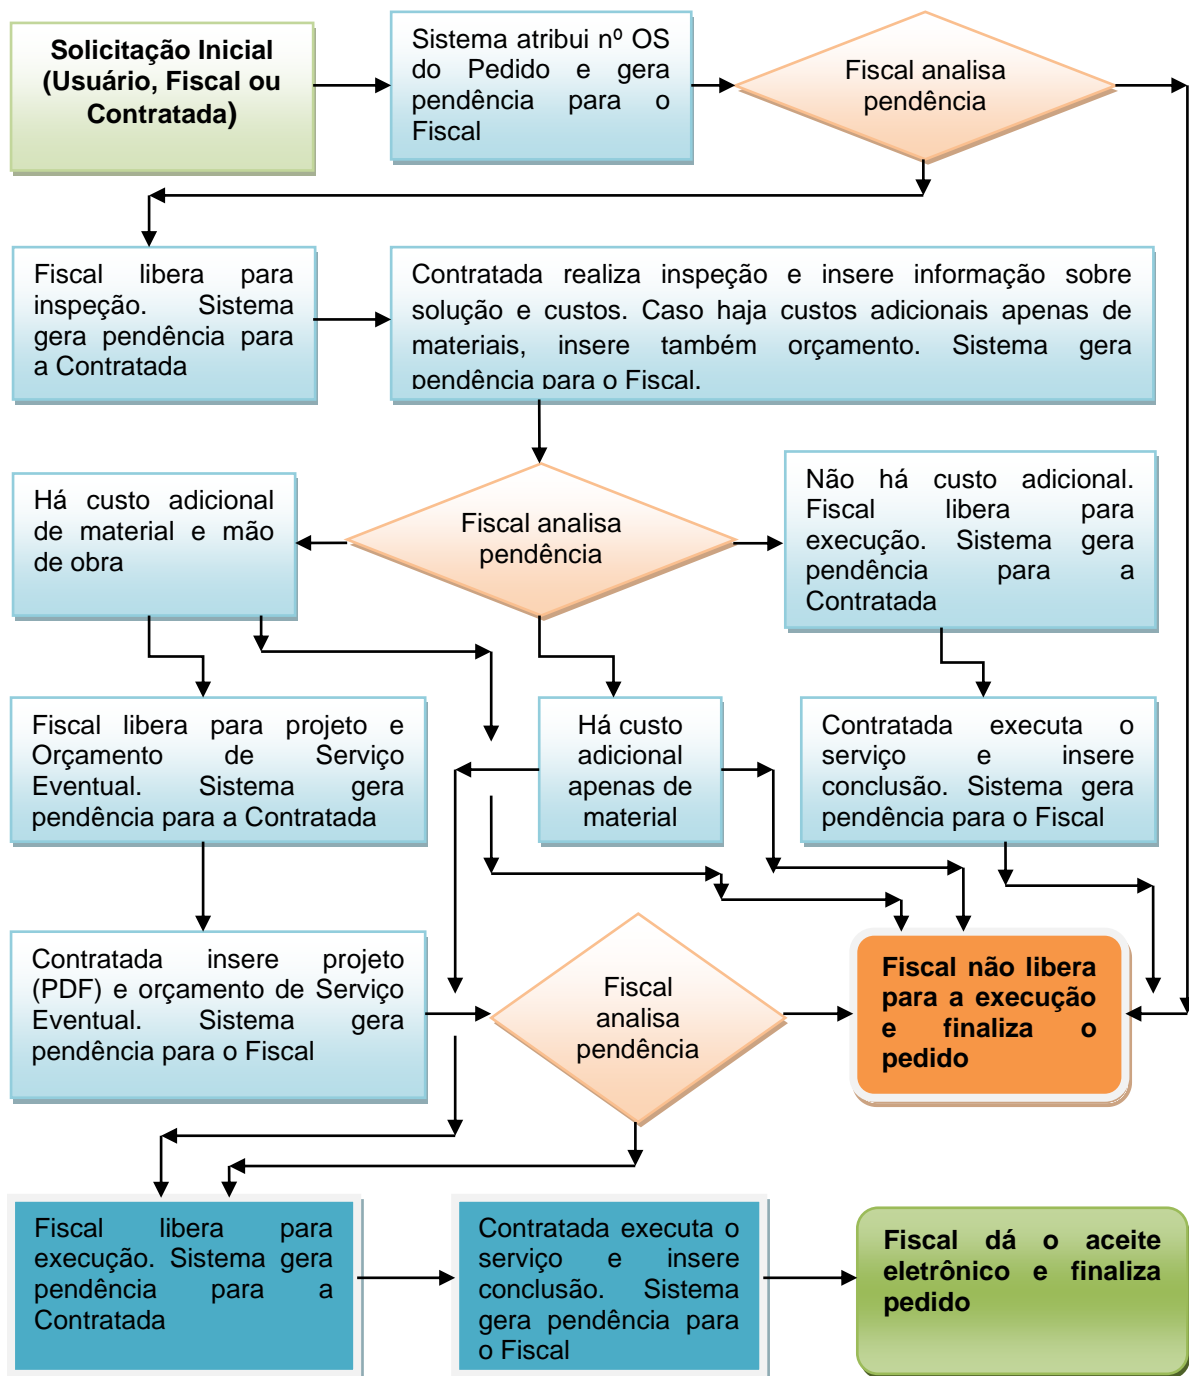 Solicitação Inicial
(Usuário, Fiscal ou
Contratada)
Sistema atribui nº OS
do Pedido e gera
pendência para o
Fiscal
Fiscal analisa
pendência
Fiscal libera para
inspeção. Sistema
gera pendência para
a Contratada
Contratada realiza inspeção e insere informação sobre
solução e custos. Caso haja custos adicionais apenas de
materiais, insere também orçamento. Sistema gera
pendência para o Fiscal.
Há custo adicional
de material e mão
de obra
Fiscal analisa
pendência
Não há custo adicional.
Fiscal libera para
execução. Sistema gera
pendência para a
Contratada
Fiscal libera para projeto e
Orçamento de Serviço
Eventual. Sistema gera
pendência para a Contratada
Há custo
adicional
apenas de
material
Contratada executa o
serviço e insere
conclusão. Sistema gera
pendência para o Fiscal
Contratada insere projeto
(PDF) e orçamento de Serviço
Eventual. Sistema gera
pendência para o Fiscal
Fiscal
analisa
pendência
Fiscal não libera
para a execução
e finaliza o
pedido
Fiscal libera para
execução. Sistema gera
pendência para a
Contratada
Contratada executa o
serviço e insere
conclusão. Sistema
gera pendência para
o Fiscal
Fiscal dá o aceite
eletrônico e finaliza
pedido